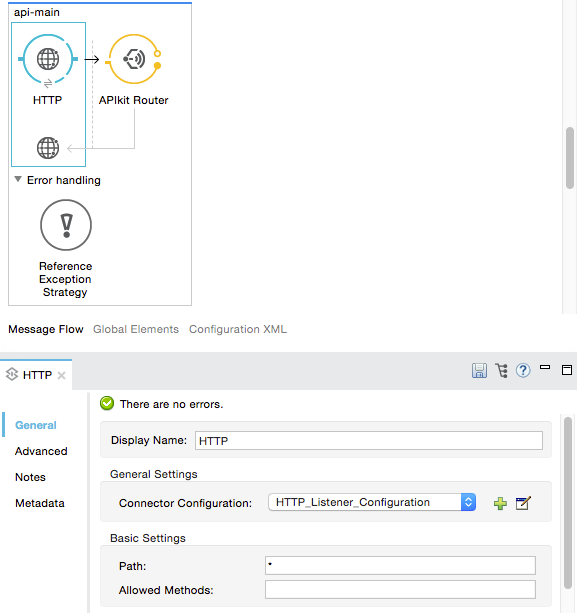 api-main
HTTP
APIkit Router
Error handling
Reference
Exception
Strategy
Message Flow Global Elements Configuration XML
HTTP
There are no errors.
General
Advanced
Notes
Metadata
Display Name: HTTP
General Settings
Connector Configuration: HTTP_Listener_Configuration
Basic Settings
Path: *
Allowed Methods: